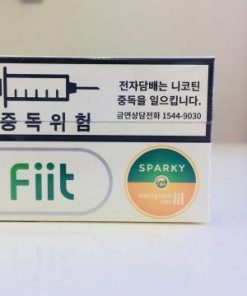 전자담배는 니코틴
중독을 일으킵니다.
금연상담전화 1544-9030
중독위험
Fiit
SPARKY
designed
for lil